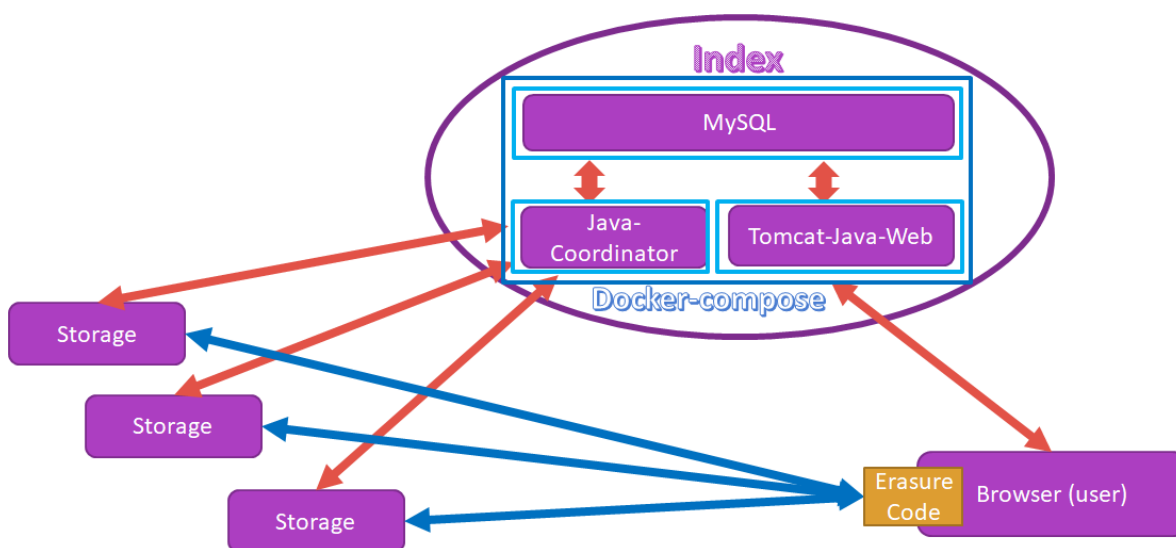 Index
MySQL
Java-
Coordinator
Tomcat-Java-Web
Docker-compose
Storage
Storage
Storage
Erasure
Code
Browser (user)